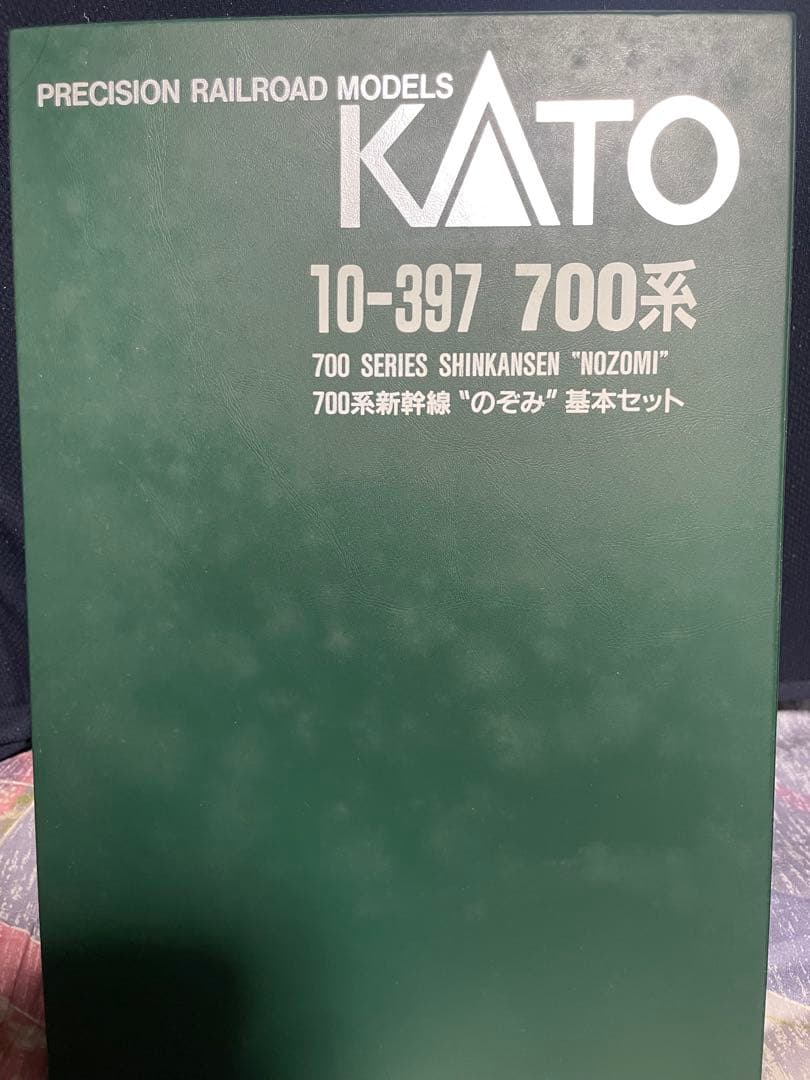 PRECISION RAILROAD MODELS
KATO
10-397 700系
700 SERIES SHINKANSEN "NOZOMI"
700系新幹線 "のぞみ" 基本セット